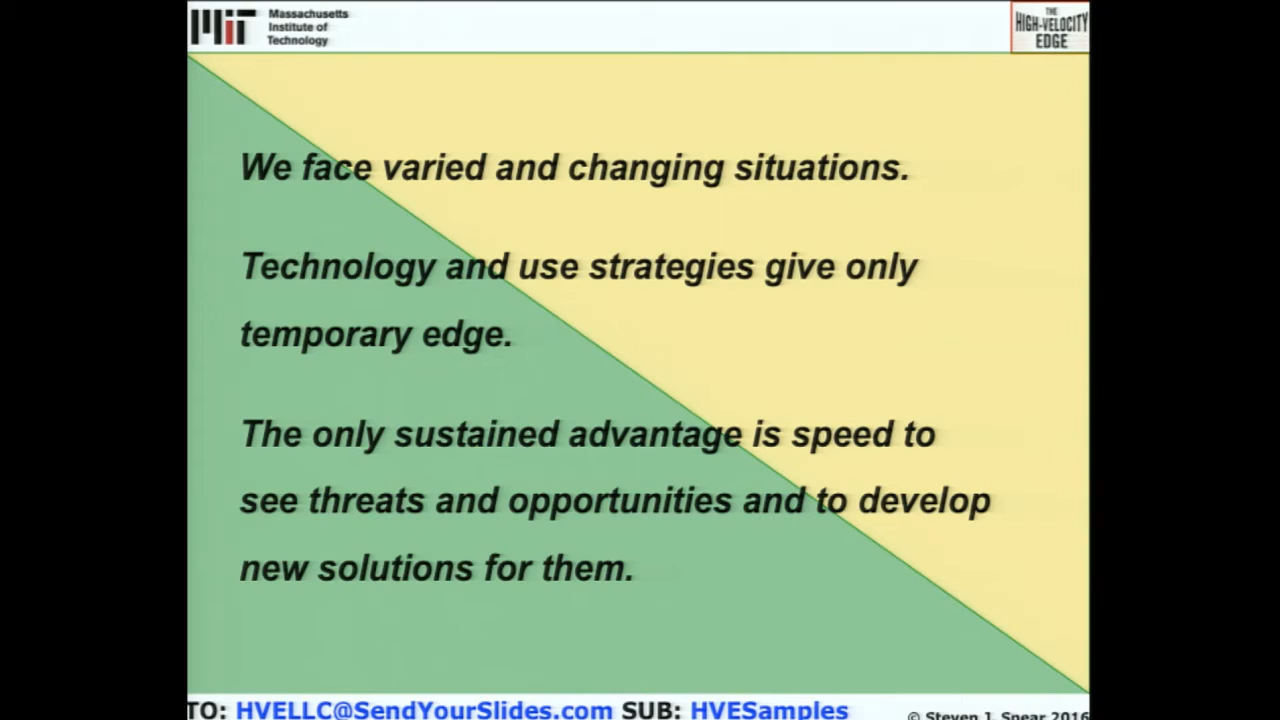 Massachusetts
Institute of
Technology
THE
HIGH-VELOCITY
EDGE
We face varied and changing situations.
Technology and use strategies give only
temporary edge.
The only sustained advantage is speed to
see threats and opportunities and to develop
new solutions for them.
TO: HVELLC@SendYourSlides.com SUB: HVESamples
© Steven J. Spear 2016